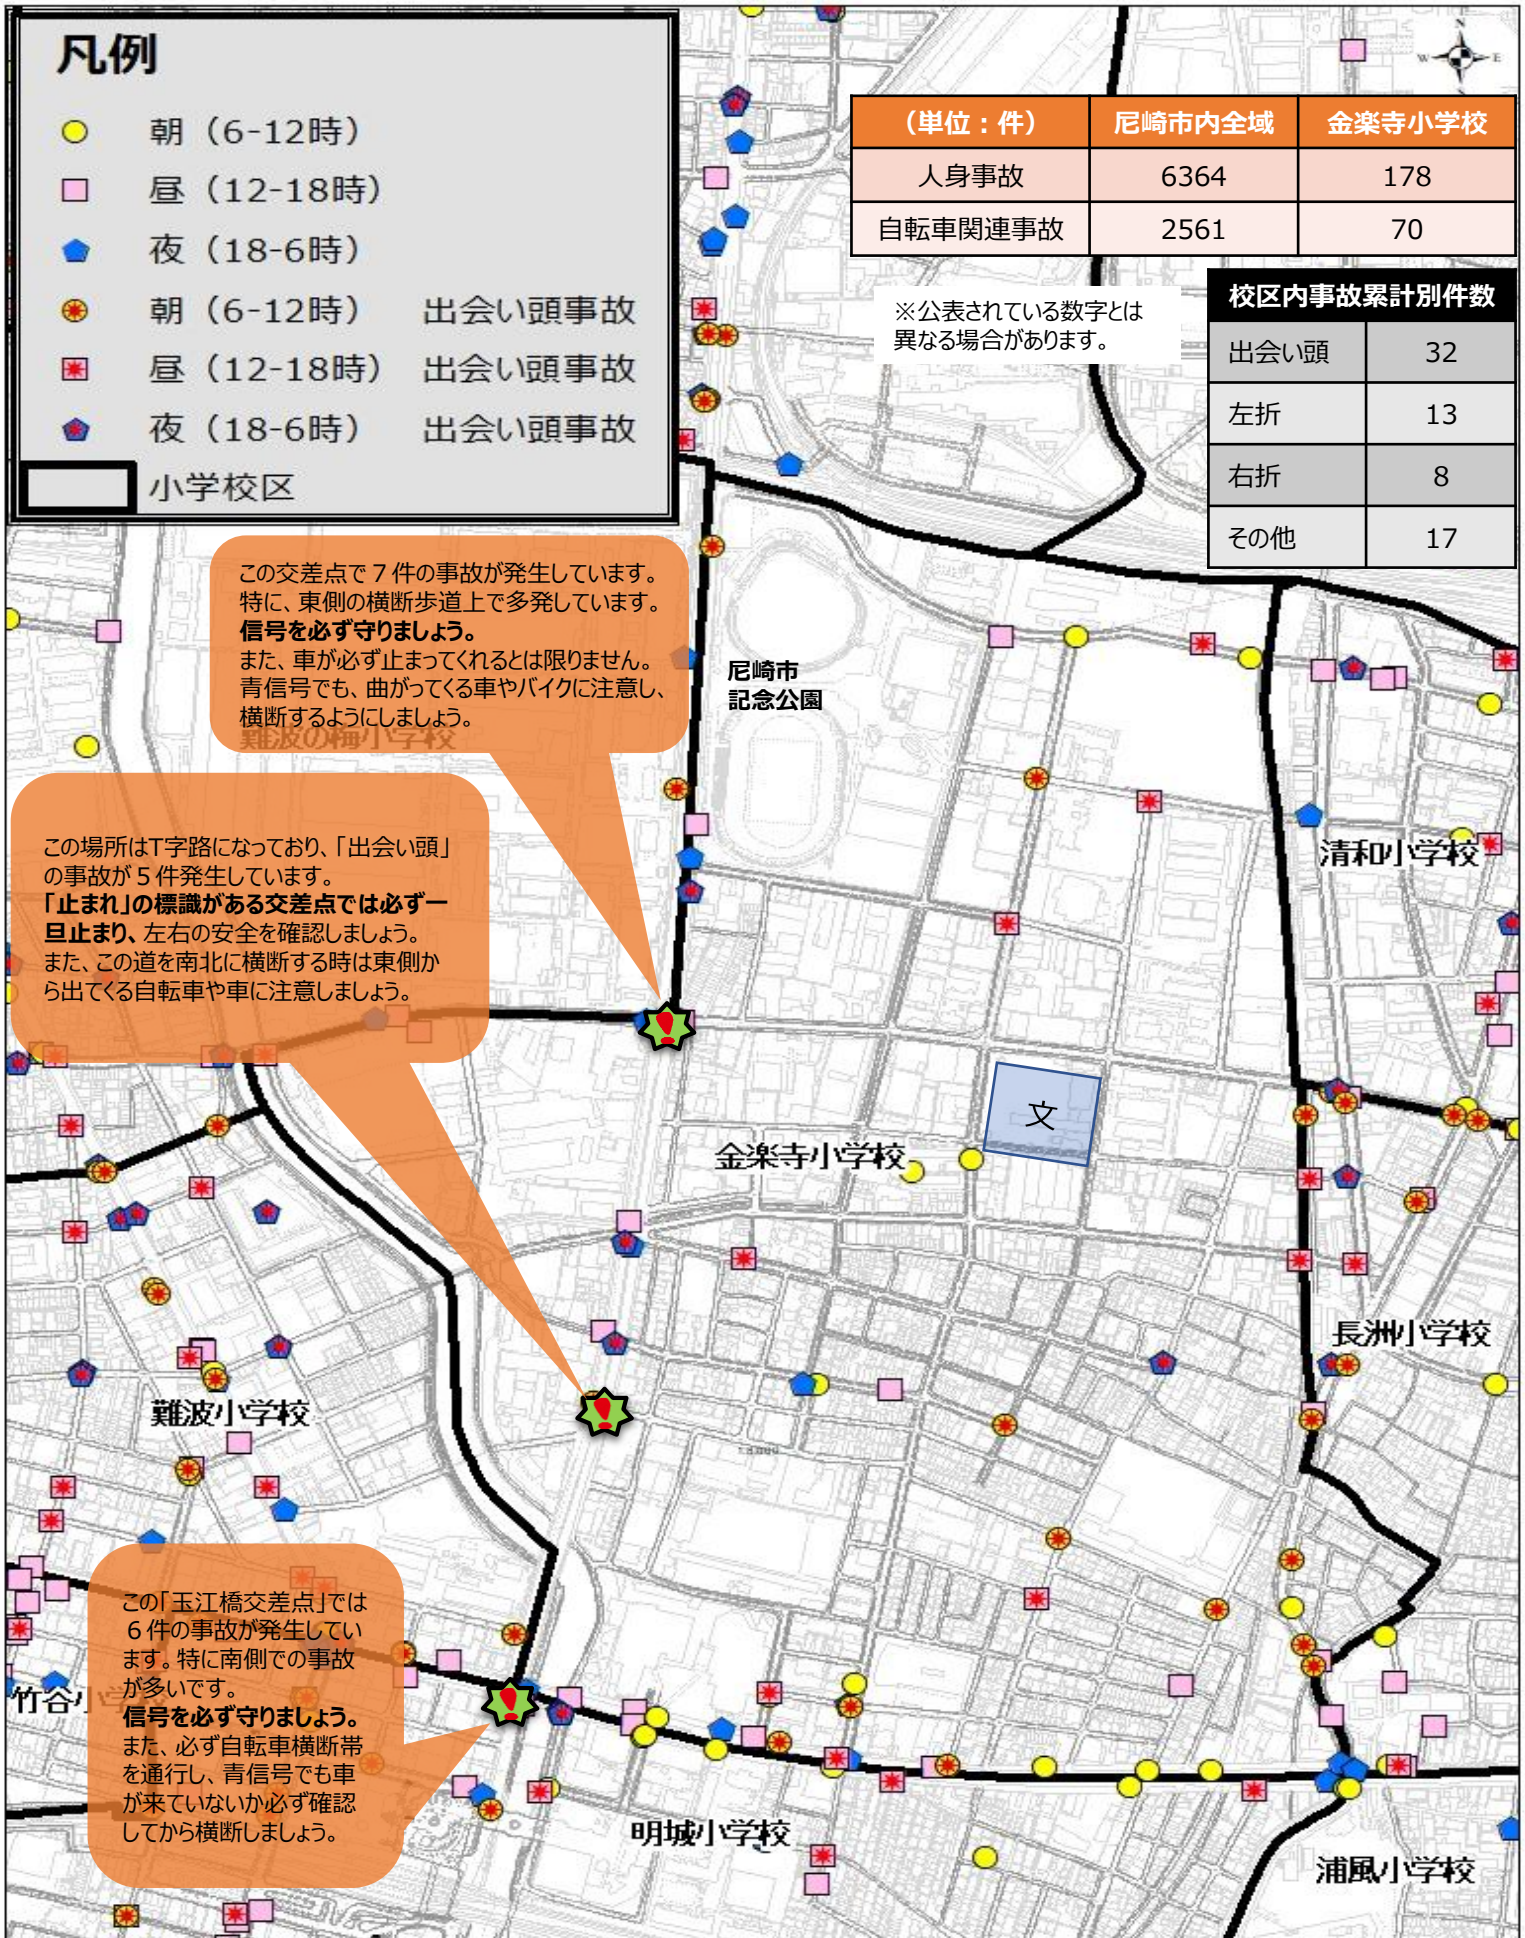 凡例
朝（6-12時）
昼（12-18時）
夜（18-6時）
朝（6-12時）　出会い頭事故
昼（12-18時）　出会い頭事故
夜（18-6時）　出会い頭事故
小学校区
N
W E
（単位：件） 尼崎市内全域 金楽寺小学校
人身事故 6364 178
自転車関連事故 2561 70
※公表されている数字とは
異なる場合があります。
校区内事故累計別件数
出会い頭 32
左折 13
右折 8
その他 17
この交差点で７件の事故が発生しています。
特に、東側の横断歩道上で多発しています。
信号を必ず守りましょう。
また、車が必ず止まってくれるとは限りません。
青信号でも、曲がってくる車やバイクに注意し、
横断するようにしましょう。
難波の梅小学校
尼崎市
記念公園
この場所はT字路になっており、「出会い頭」
の事故が５件発生しています。
「止まれ」の標識がある交差点では必ず一
旦止まり、左右の安全を確認しましょう。
また、この道を南北に横断する時は東側か
ら出てくる自転車や車に注意しましょう。
清和小学校
文
金楽寺小学校
長洲小学校
難波小学校
この「玉江橋交差点」では
６件の事故が発生してい
ます。特に南側での事故
が多いです。
信号を必ず守りましょう。
また、必ず自転車横断帯
を通行し、青信号でも車
が来ていないか必ず確認
してから横断しましょう。
竹谷小学校
明城小学校
浦風小学校